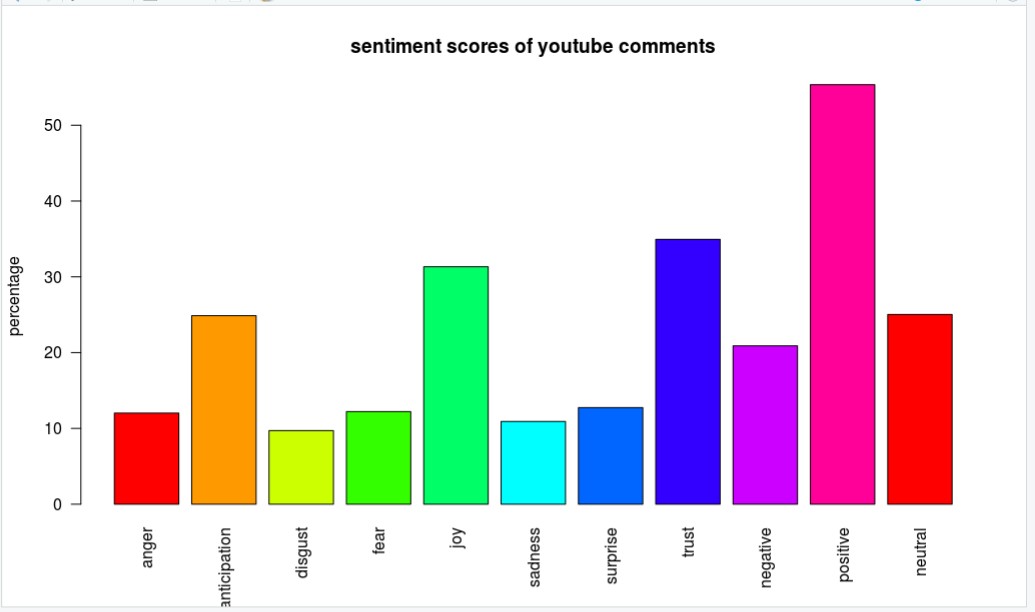 sentiment scores of youtube comments
percentage
50
40
30
20
10
0
anger
anticipation
disgust
fear
joy
sadness
surprise
trust
negative
positive
neutral